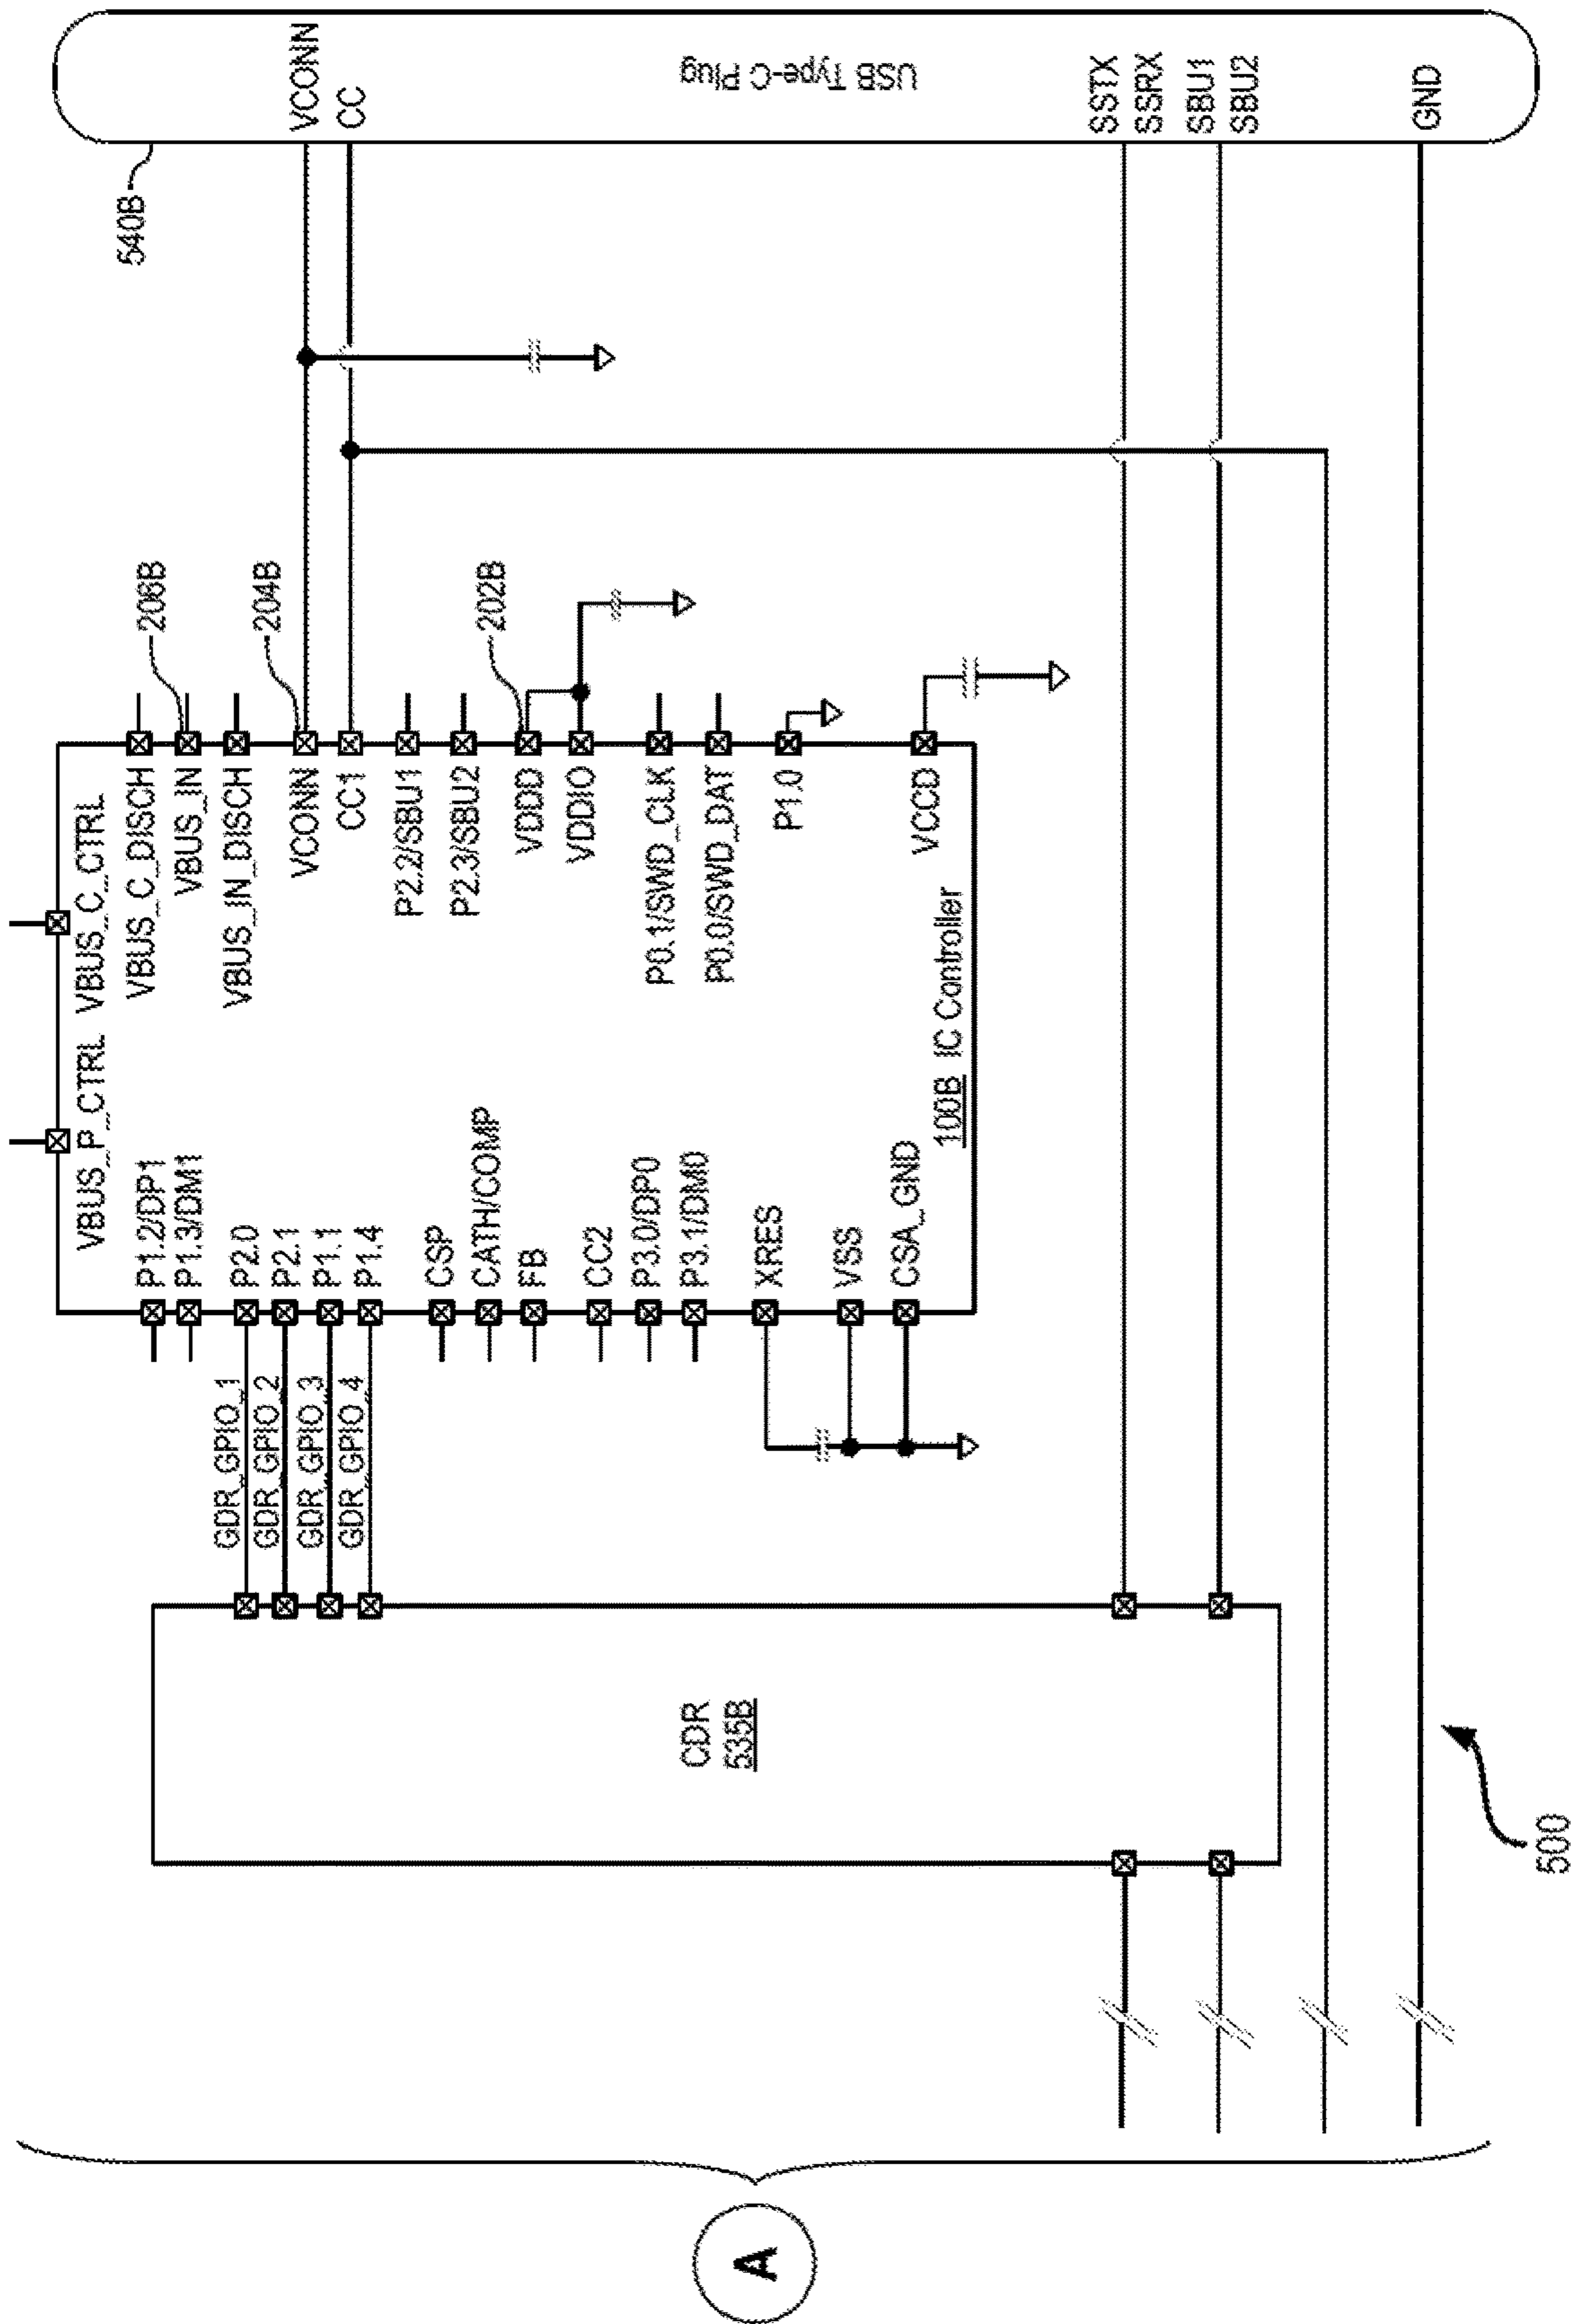 540B
VCONN
CC
USB Type-C Plug
SSTX
SSRX
SBU1
SBU2
GND
206B
204B
202B
VBUS_P_CTRL
VBUS_C_CTRL
VBUS_C_DISCH
VBUS_IN
VBUS_IN_DISCH
VCONN
CC1
P2.2/SBU1
P2.3/SBU2
VDDD
VDDIO
P0.1/SWD_CLK
P0.0/SWD_DAT
P1.0
VCCD
100B IC Controller
P1.2/DP1
P1.3/DM1
P2.0
P2.1
P1.1
P1.4
CSP
CATH/COMP
FB
CC2
P3.0/DP0
P3.1/DM0
XRES
VSS
CSA_GND
GDR_GPIO_1
GDR_GPIO_2
GDR_GPIO_3
GDR_GPIO_4
CDR
535B
500
A